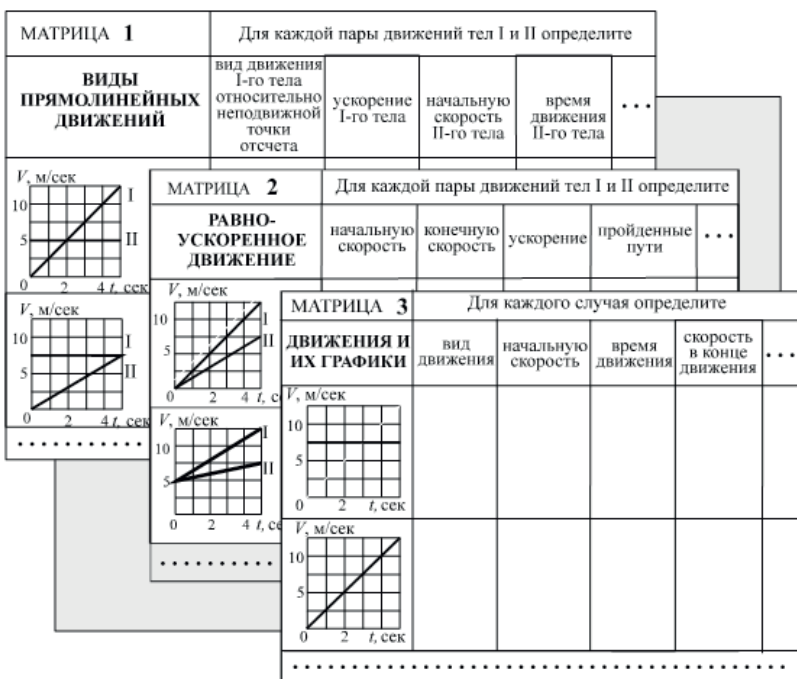 МАТРИЦА 1
Для каждой пары движений тел I и II определите
ВИДЫ
ПРЯМОЛИНЕЙНЫХ
ДВИЖЕНИЙ
вид движения
I-го тела
относительно
неподвижной
точки
отсчета
ускорение
I-го тела
начальную
скорость
II-го тела
время
движения
II-го тела
...
V, м/сек
10
5
0
2
4 t, сек
I
II
V, м/сек
10
5
0
2
4 t, сек
I
II
МАТРИЦА 2
Для каждой пары движений тел I и II определите
РАВНО-
УСКОРЕННОЕ
ДВИЖЕНИЕ
начальную
скорость
конечную
скорость
ускорение
пройденные
пути
...
V, м/сек
10
5
0
2
4 t, с
I
II
V, м/сек
10
5
0
2
4 t, се
I
II
МАТРИЦА 3
Для каждого случая определите
ДВИЖЕНИЯ И
ИХ ГРАФИКИ
вид
движения
начальную
скорость
время
движения
скорость
в конце
движения
...
V, м/сек
10
5
0
2
t, сек
V, м/сек
10
5
0
2
t, сек